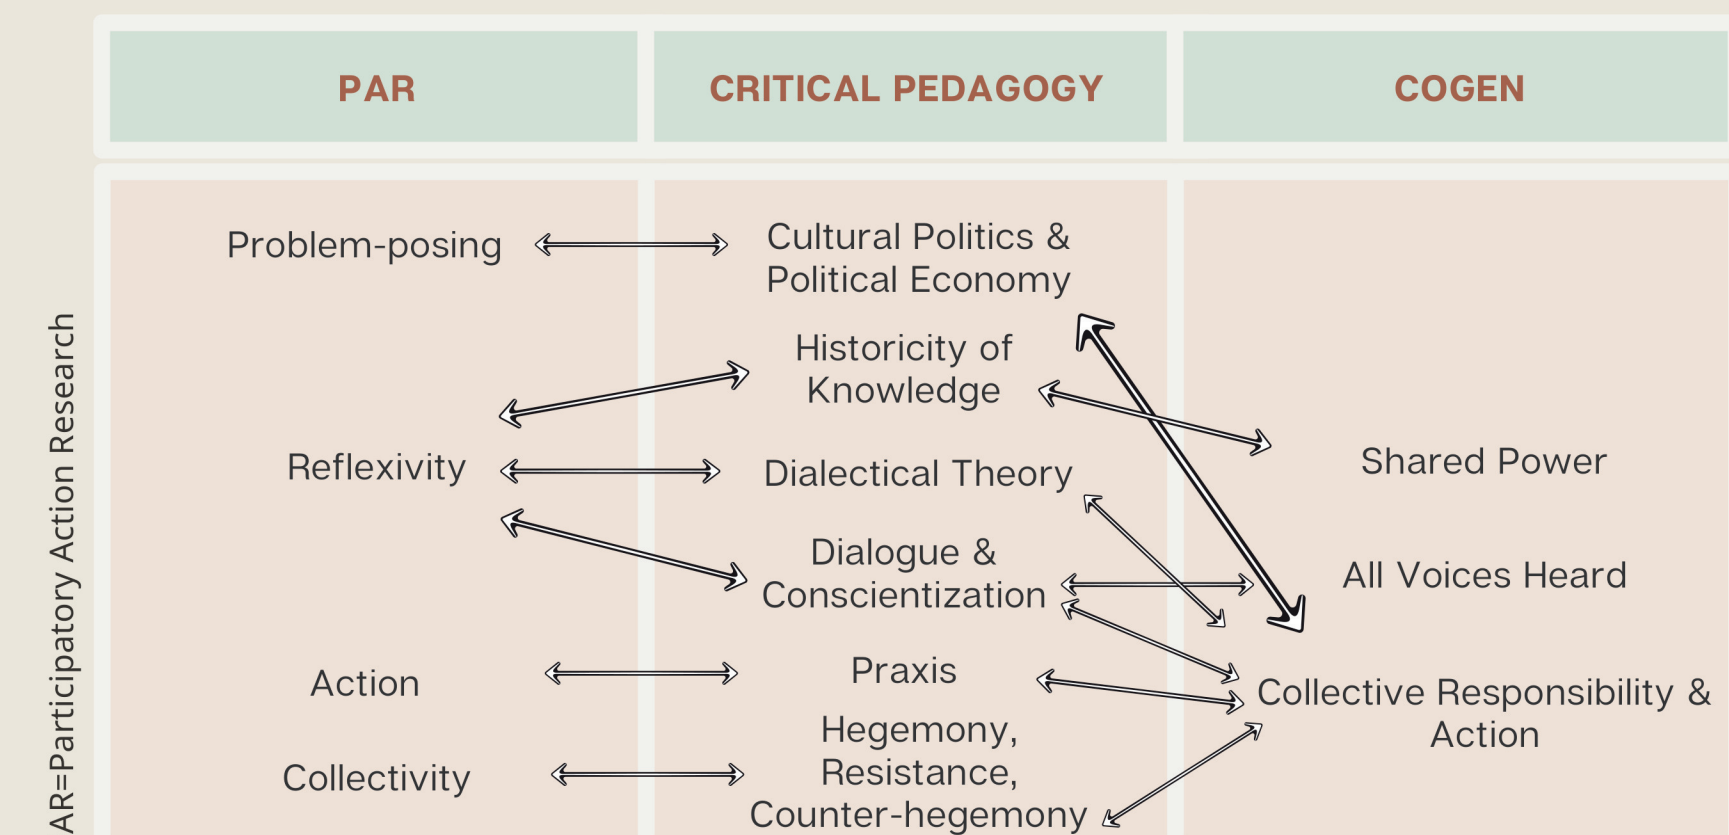 PAR
CRITICAL PEDAGOGY
COGEN
AR=Participatory Action Research
Problem-posing
Cultural Politics &
Political Economy
Historicity of
Knowledge
Shared Power
Reflexivity
Dialectical Theory
Dialogue &
Conscientization
All Voices Heard
Action
Praxis
Collective Responsibility &
Action
Collectivity
Hegemony,
Resistance,
Counter-hegemony